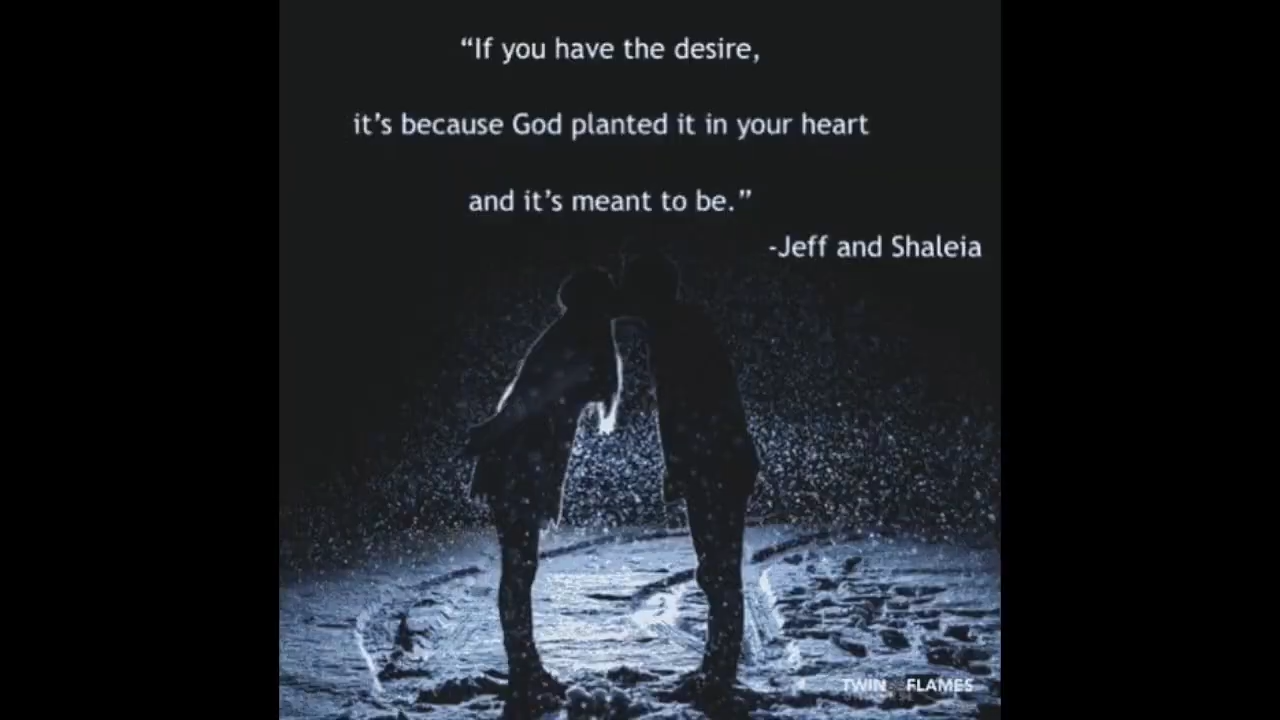 “If you have the desire,
it’s because God planted it in your heart
and it’s meant to be.”
-Jeff and Shaleia
TWIN FLAMES